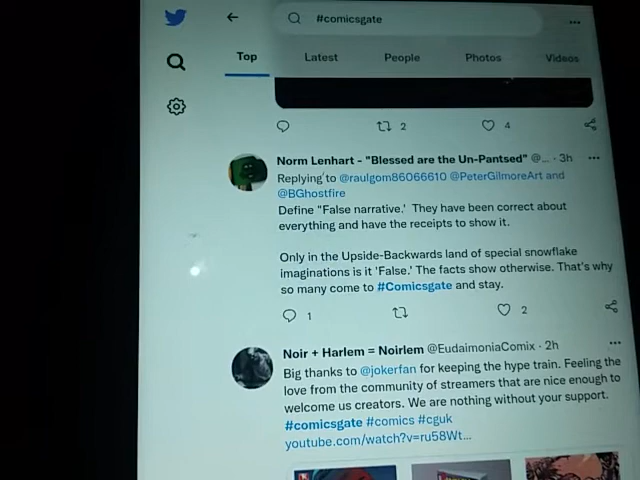 #comicsgate
Top Latest People Photos Videos
2 4
Norm Lenhart - "Blessed are the Un-Pantsed" @... · 3h
Replying to @raulgom86066610 @PeterGilmoreArt and
@BGhostfire
Define "False narrative.' They have been correct about
everything and have the receipts to show it.
Only in the Upside-Backwards land of special snowflake
imaginations is it 'False.' The facts show otherwise. That's why
so many come to #Comicsgate and stay.
1 2
Noir + Harlem = Noirlem @EudaimoniaComix · 2h
Big thanks to @jokerfan for keeping the hype train. Feeling the
love from the community of streamers that are nice enough to
welcome us creators. We are nothing without your support.
#comicsgate #comics #cguk
youtube.com/watch?v=ru58Wt...